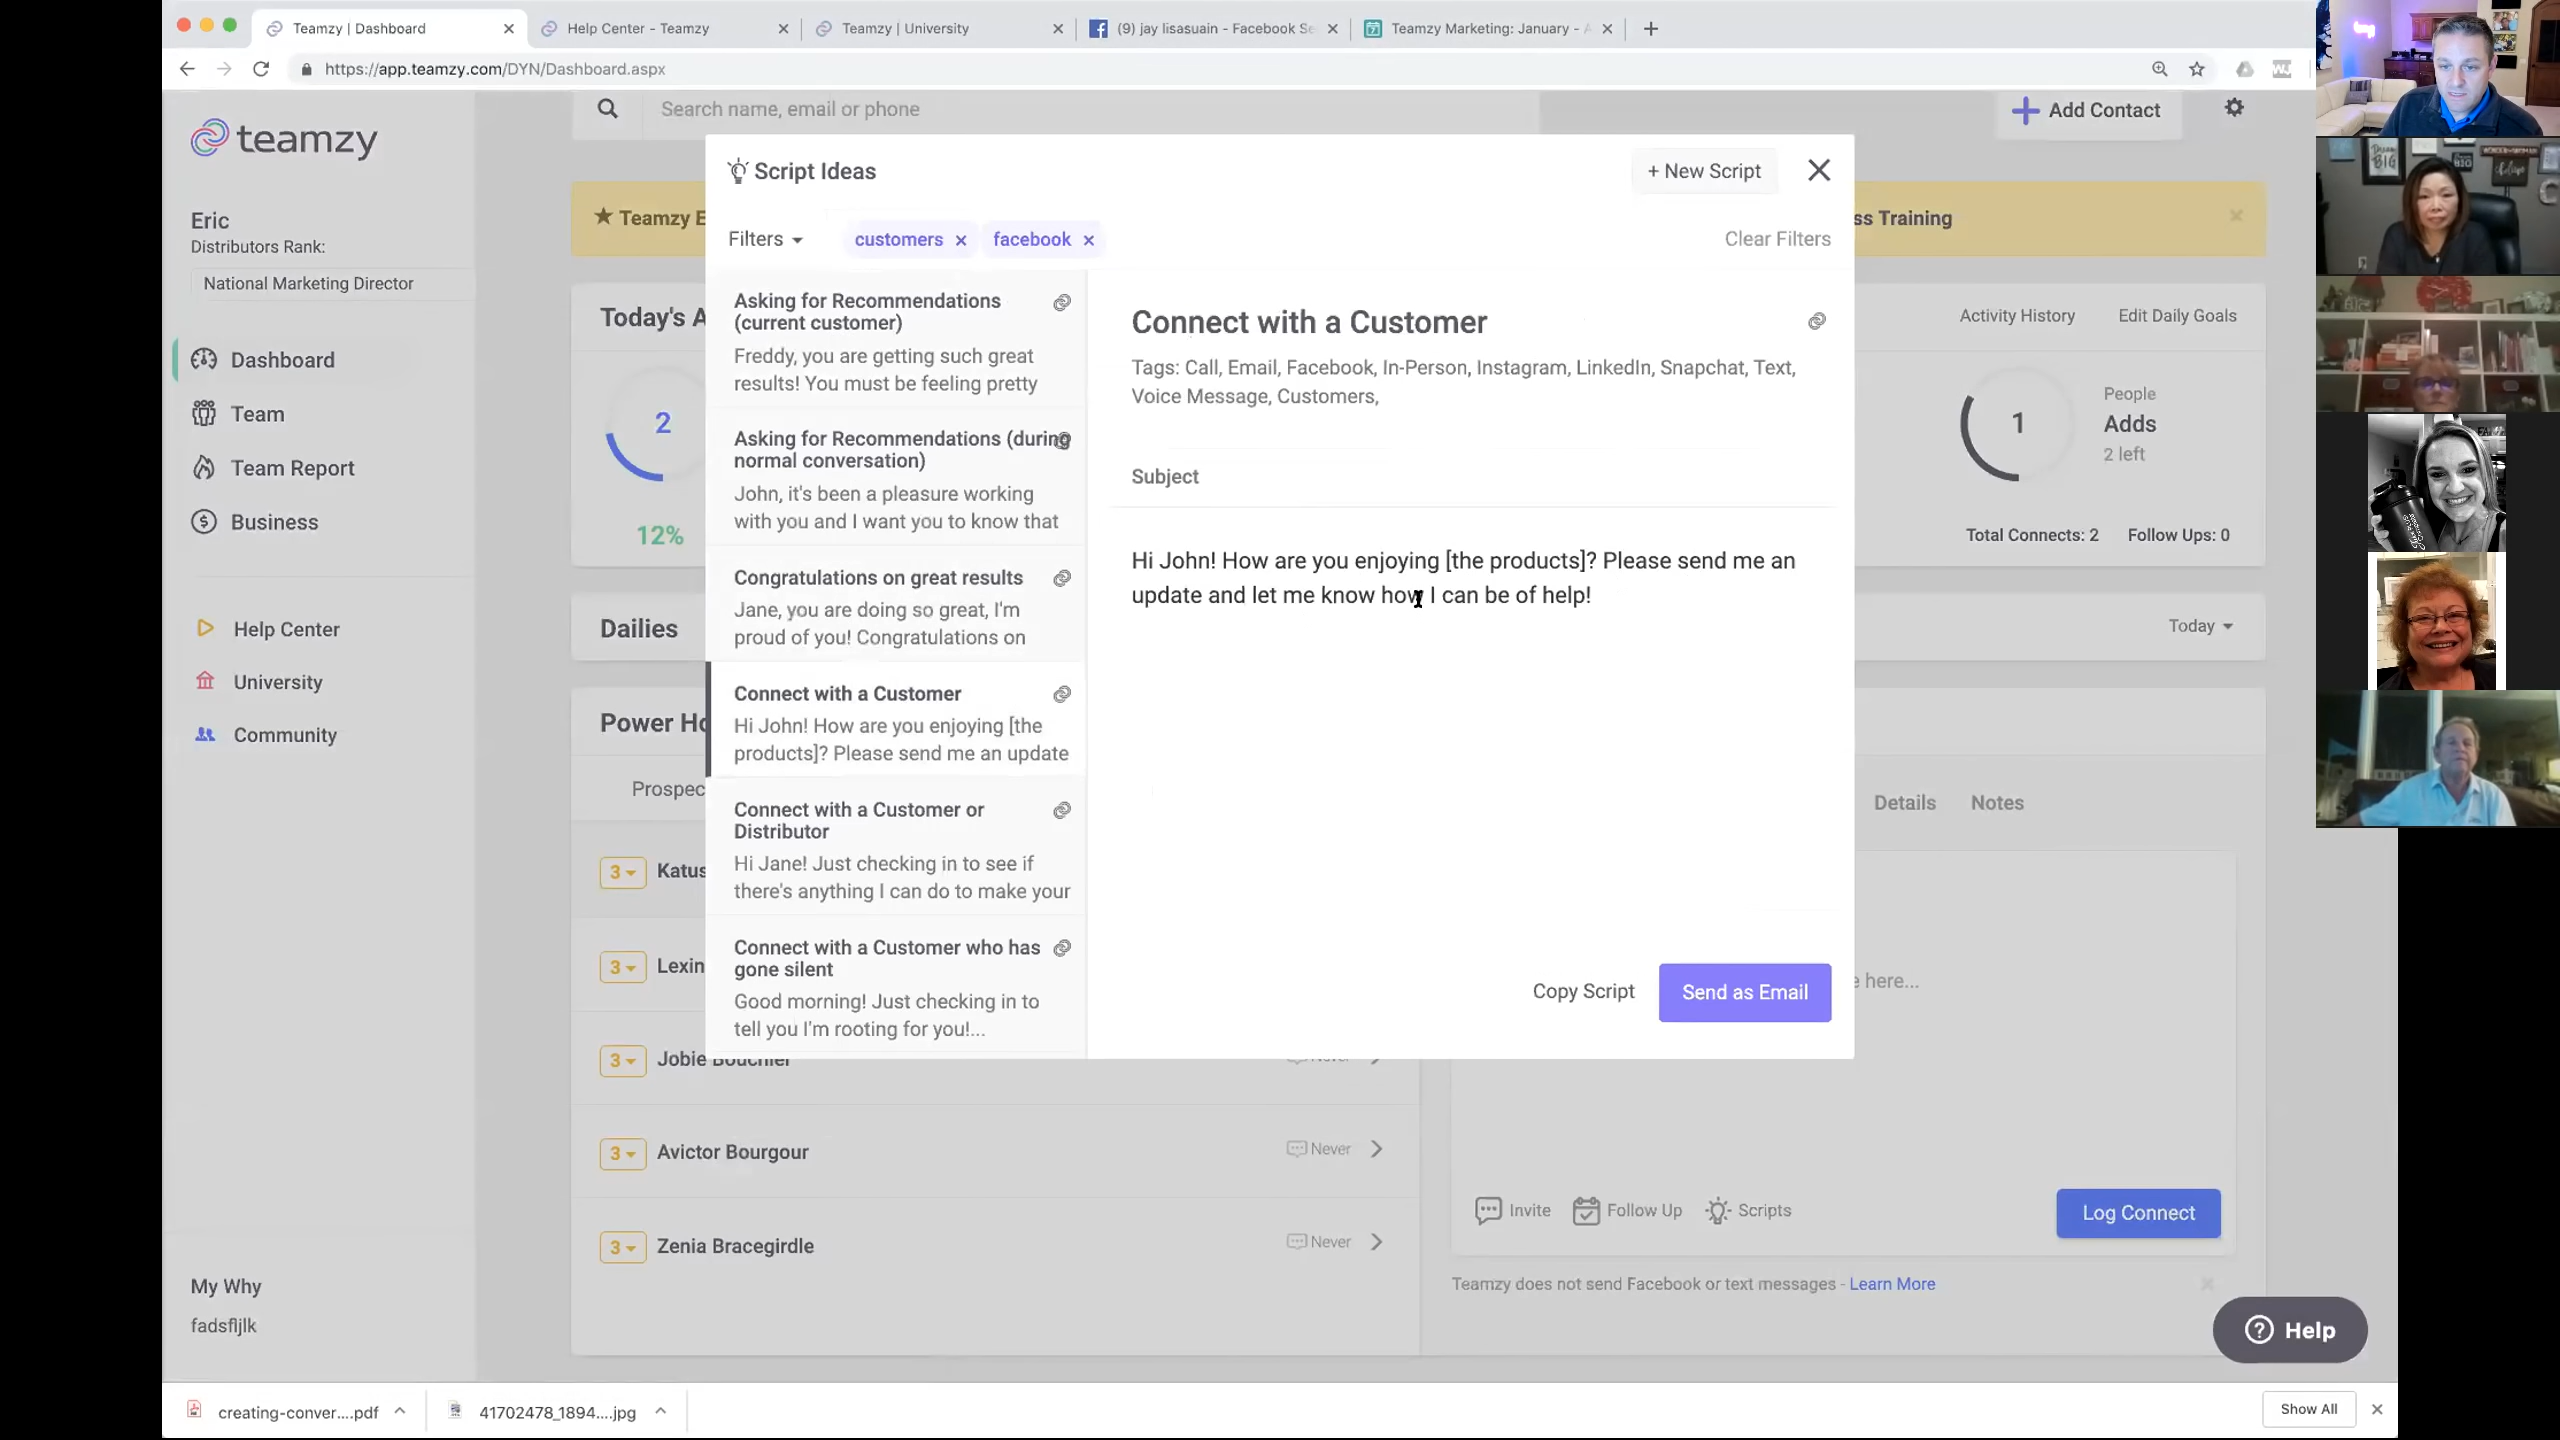 Teamzy | Dashboard
Help Center - Teamzy
Teamzy | University
(9) jay lisasuain - Facebook Se
Teamzy Marketing: January - A
https://app.teamzy.com/DYN/Dashboard.aspx
teamzy
Search name, email or phone
Add Contact
Eric
Distributors Rank:
National Marketing Director
Dashboard
Team
Team Report
Business
Help Center
University
Community
My Why
fadsfljlk
★ Teamzy E
ss Training
Today's A
Activity History
Edit Daily Goals
2
12%
1
People
Adds
2 left
Total Connects: 2
Follow Ups: 0
Dailies
Today
Power Ho
Prospec
Details
Notes
3 Katus
3 Lexin
3 Jobie Bouchier
3 Avictor Bourgour
Never
3 Zenia Bracegirdle
Never
e here...
Invite
Follow Up
Scripts
Log Connect
Teamzy does not send Facebook or text messages - Learn More
Help
Script Ideas
+ New Script
Filters
customers ×
facebook ×
Clear Filters
Asking for Recommendations
(current customer)
Freddy, you are getting such great
results! You must be feeling pretty
Asking for Recommendations (during
normal conversation)
John, it's been a pleasure working
with you and I want you to know that
Congratulations on great results
Jane, you are doing so great, I'm
proud of you! Congratulations on
Connect with a Customer
Hi John! How are you enjoying [the
products]? Please send me an update
Connect with a Customer or
Distributor
Hi Jane! Just checking in to see if
there's anything I can do to make your
Connect with a Customer who has
gone silent
Good morning! Just checking in to
tell you I'm rooting for you!...
Connect with a Customer
Tags: Call, Email, Facebook, In-Person, Instagram, LinkedIn, Snapchat, Text,
Voice Message, Customers,
Subject
Hi John! How are you enjoying [the products]? Please send me an
update and let me know how I can be of help!
Copy Script
Send as Email
creating-conver....pdf
41702478_1894....jpg
Show All